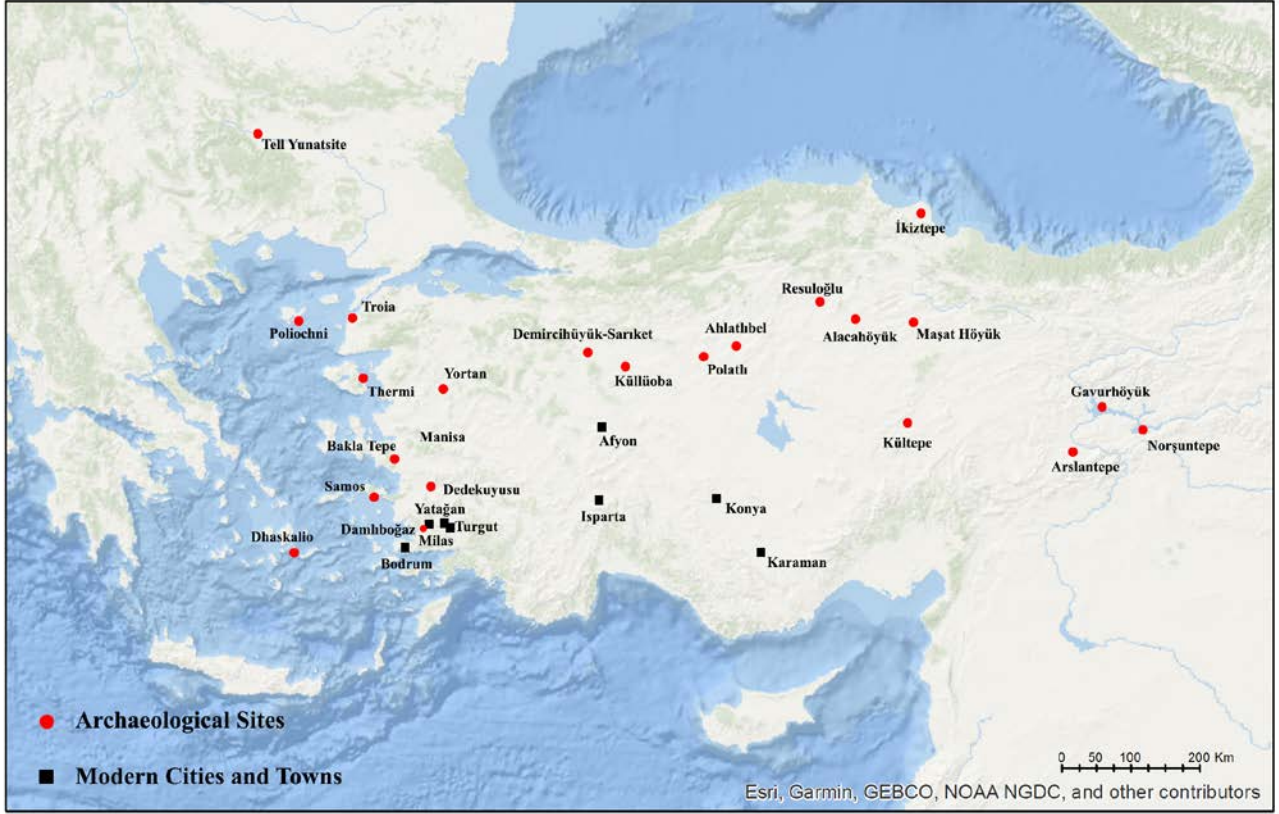 Tell Yunatsite
İkiztepe
Resuloğlu
Troia
Poliochni
Demircihüyük-Sarıket
Ahlatlıbel
Alacahöyük
Maşat Höyük
Polatlı
Küllüoba
Yortan
Thermi
Gavurhöyük
Manisa
Afyon
Kültepe
Norşuntepe
Bakla Tepe
Arslantepe
Samos
Dedekuyusu
Yatağan
Isparta
Konya
Turgut
Damlıboğaz
Milas
Dhaskalio
Bodrum
Karaman
Archaeological Sites
Modern Cities and Towns
0 50 100 200 Km
Esri, Garmin, GEBCO, NOAA NGDC, and other contributors